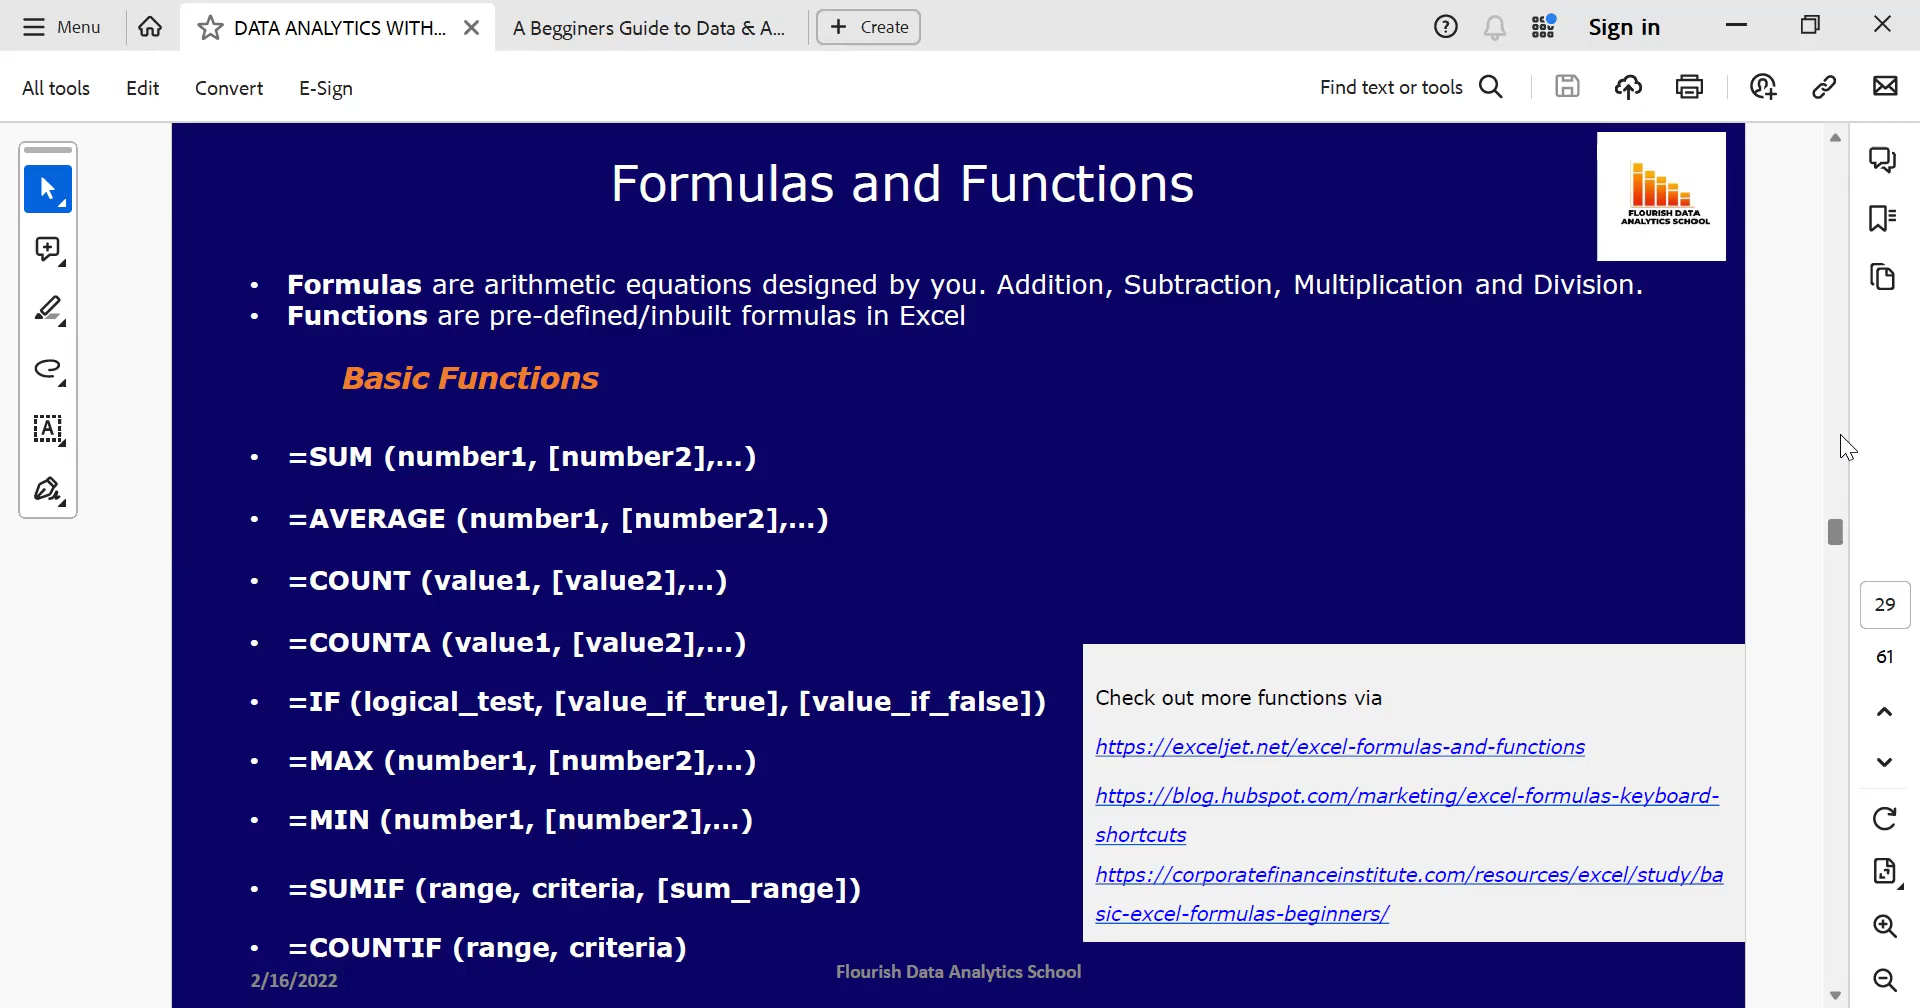 Menu
DATA ANALYTICS WITH...
A Begginers Guide to Data & A...
Create
Sign in
All tools
Edit
Convert
E-Sign
Find text or tools
Formulas and Functions
FLOURISH DATA
ANALYTICS SCHOOL
• Formulas are arithmetic equations designed by you. Addition, Subtraction, Multiplication and Division.
• Functions are pre-defined/inbuilt formulas in Excel
Basic Functions
• =SUM (number1, [number2],...)
• =AVERAGE (number1, [number2],...)
• =COUNT (value1, [value2],...)
• =COUNTA (value1, [value2],...)
• =IF (logical_test, [value_if_true], [value_if_false])
• =MAX (number1, [number2],...)
• =MIN (number1, [number2],...)
• =SUMIF (range, criteria, [sum_range])
• =COUNTIF (range, criteria)
Check out more functions via
https://exceljet.net/excel-formulas-and-functions
https://blog.hubspot.com/marketing/excel-formulas-keyboard-
shortcuts
https://corporatefinanceinstitute.com/resources/excel/study/ba
sic-excel-formulas-beginners/
2/16/2022
Flourish Data Analytics School
29
61